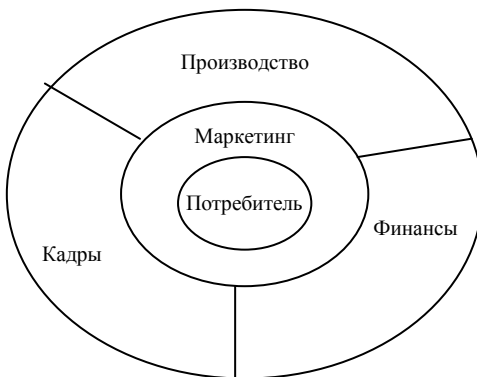 Производство
Маркетинг
Потребитель
Финансы
Кадры